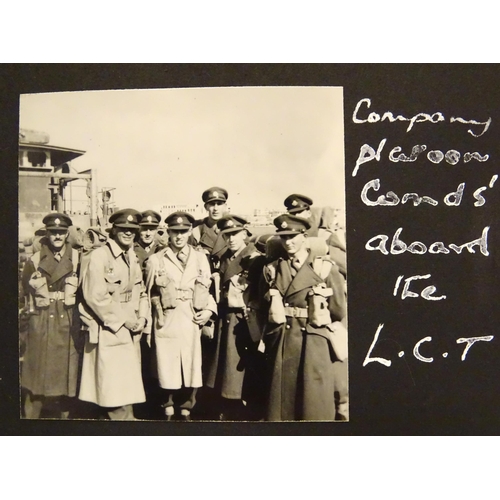 Company
platoon
Comds'
aboard
The
L.C.T